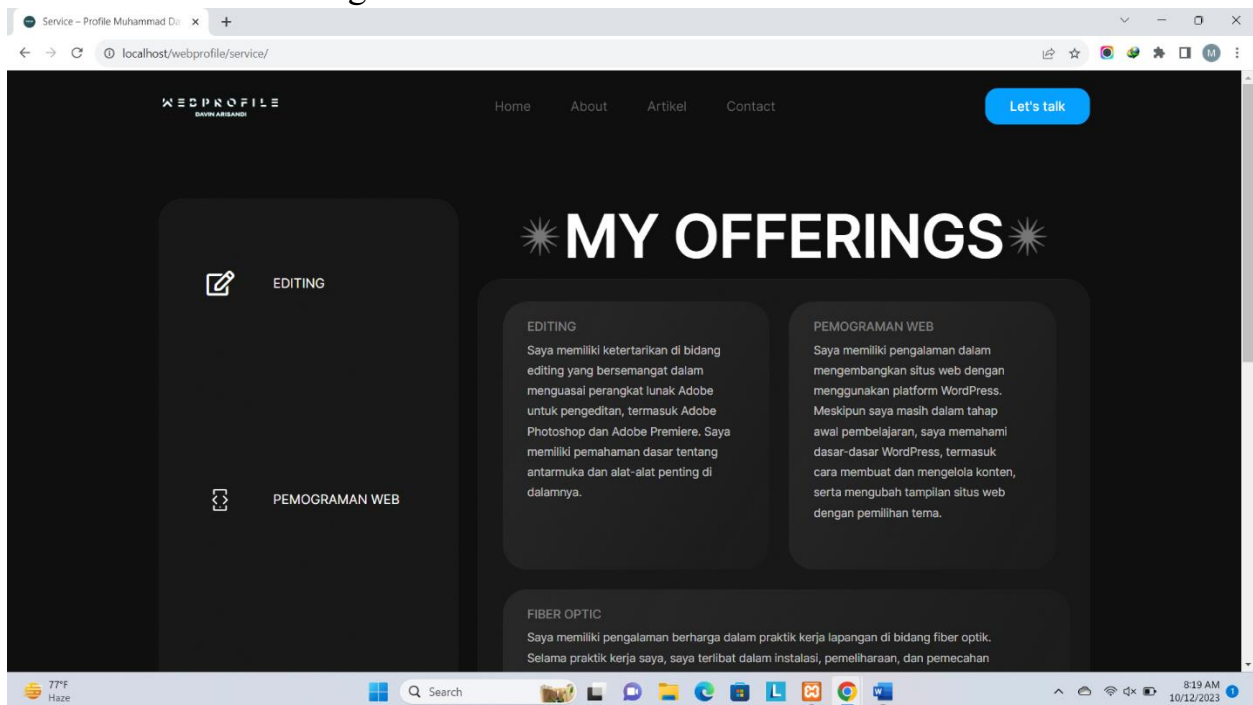 Service – Profile Muhammad Da
localhost/webprofile/service/
M
WEBPROFILE
DAVIN ARISANDI
Home About Artikel Contact
Let's talk
MY OFFERINGS
EDITING
PEMOGRAMAN WEB
EDITING
Saya memiliki ketertarikan di bidang
editing yang bersemangat dalam
menguasai perangkat lunak Adobe
untuk pengeditan, termasuk Adobe
Photoshop dan Adobe Premiere. Saya
memiliki pemahaman dasar tentang
antarmuka dan alat-alat penting di
dalamnya.
PEMOGRAMAN WEB
Saya memiliki pengalaman dalam
mengembangkan situs web dengan
menggunakan platform WordPress.
Meskipun saya masih dalam tahap
awal pembelajaran, saya memahami
dasar-dasar WordPress, termasuk
cara membuat dan mengelola konten,
serta mengubah tampilan situs web
dengan pemilihan tema.
FIBER OPTIC
Saya memiliki pengalaman berharga dalam praktik kerja lapangan di bidang fiber optik.
Selama praktik kerja saya, saya terlibat dalam instalasi, pemeliharaan, dan pemecahan
77°F
Haze
Search
L
8:19 AM
10/12/2023
1